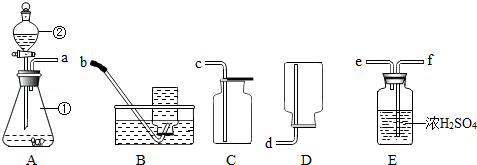 ② a
①
b
c
d
e f
浓H₂SO₄
A B C D E